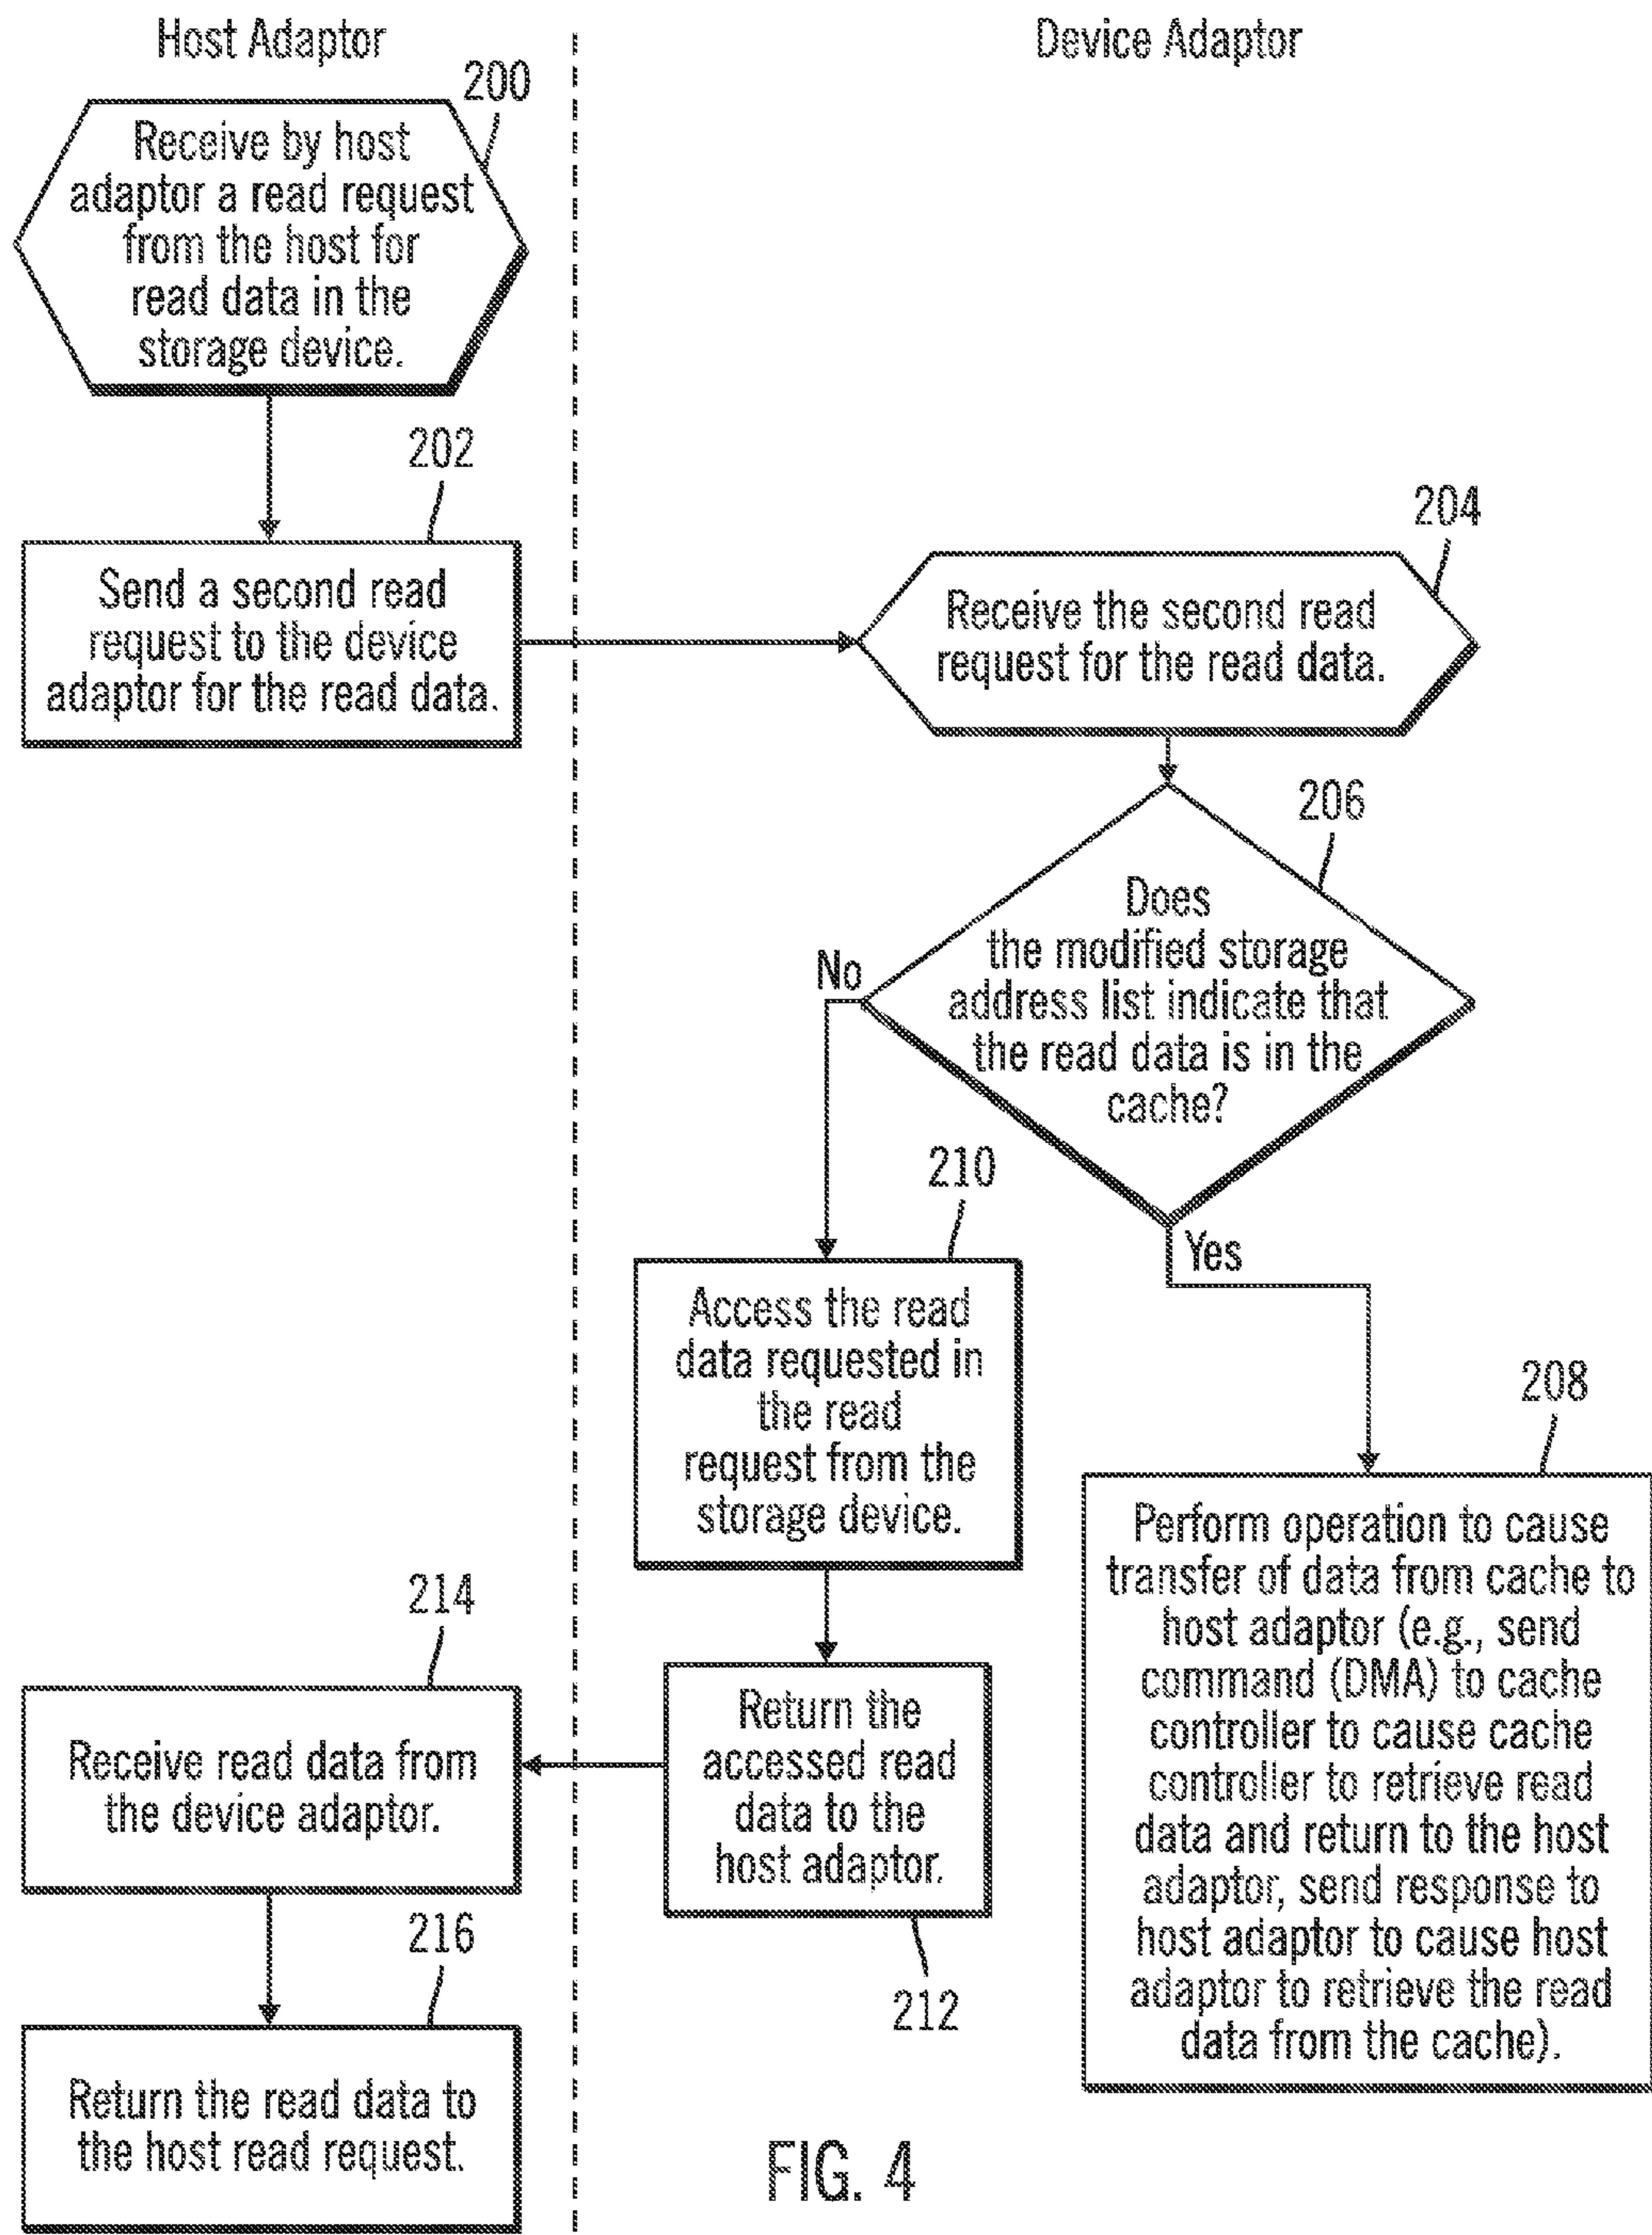 Host Adaptor
Device Adaptor
200
Receive by host
adaptor a read request
from the host for
read data in the
storage device.
202
Send a second read
request to the device
adaptor for the read data.
204
Receive the second read
request for the read data.
206
Does
the modified storage
address list indicate that
the read data is in the
cache?
No
Yes
210
Access the read
data requested in
the read
request from the
storage device.
208
Perform operation to cause
transfer of data from cache to
host adaptor (e.g., send
command (DMA) to cache
controller to cause cache
controller to retrieve read
data and return to the host
adaptor, send response to
host adaptor to cause host
adaptor to retrieve the read
data from the cache).
Return the
accessed read
data to the
host adaptor.
212
214
Receive read data from
the device adaptor.
216
Return the read data to
the host read request.
FIG. 4